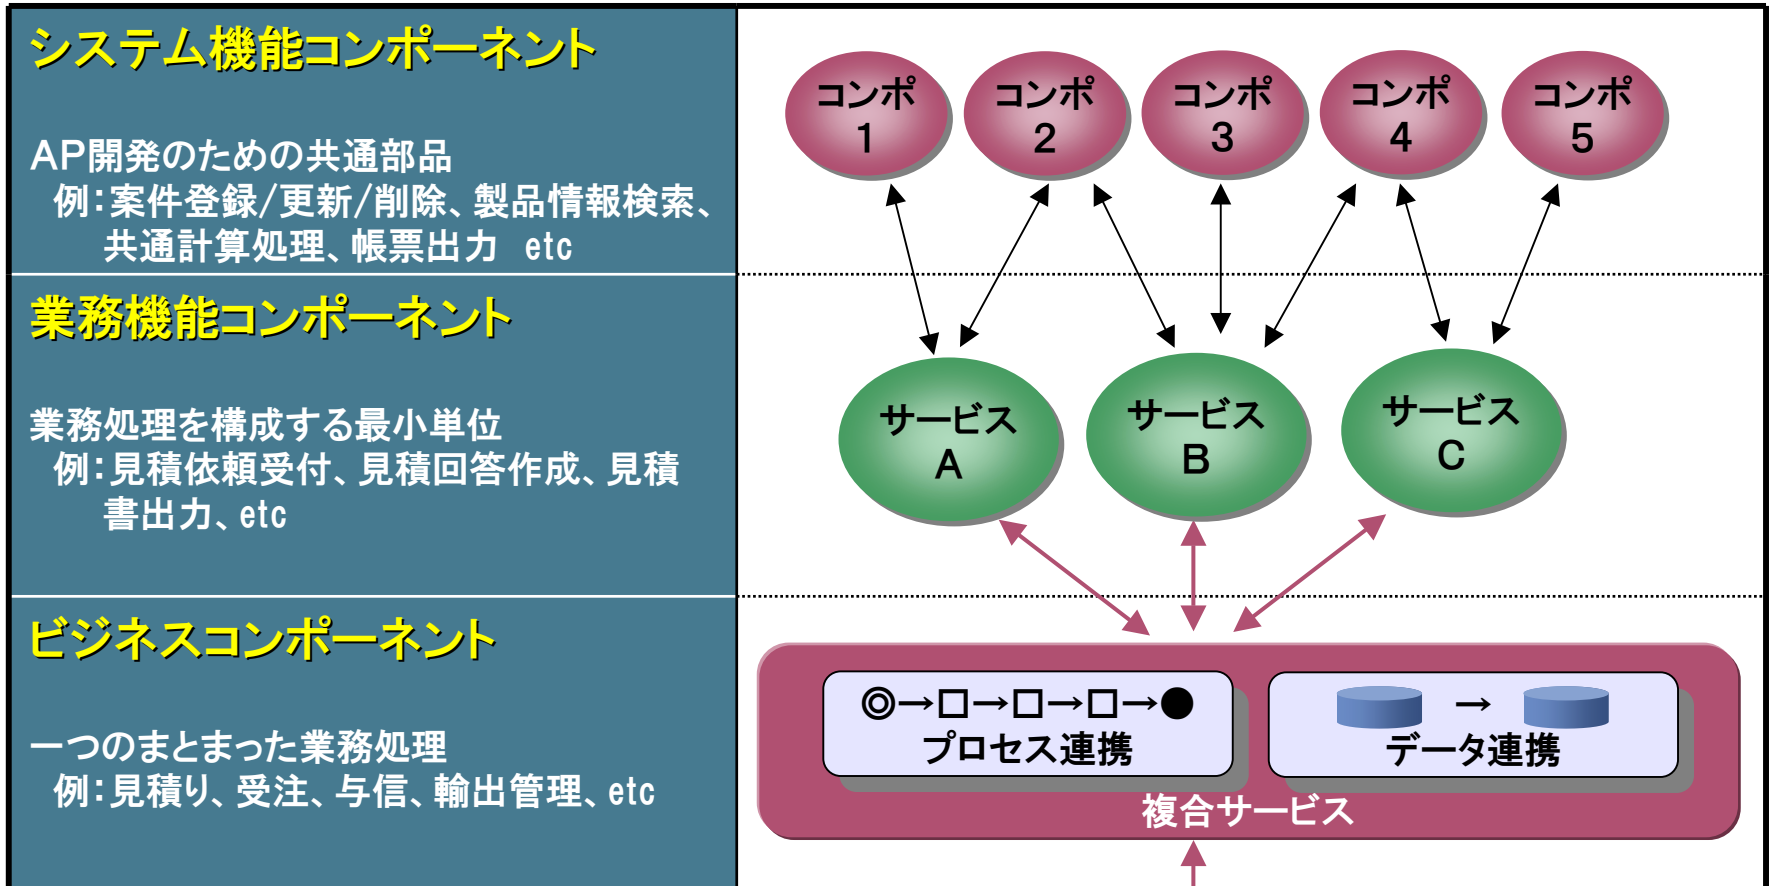 システム機能コンポーネント
AP開発のための共通部品
例：案件登録/更新/削除、製品情報検索、
共通計算処理、帳票出力 etc
コンポ
1
コンポ
2
コンポ
3
コンポ
4
コンポ
5
業務機能コンポーネント
業務処理を構成する最小単位
例：見積依頼受付、見積回答作成、見積
書出力、etc
サービス
A
サービス
B
サービス
C
ビジネスコンポーネント
一つのまとまった業務処理
例：見積り、受注、与信、輸出管理、etc
◎→□→□→□→●
プロセス連携
→
データ連携
複合サービス